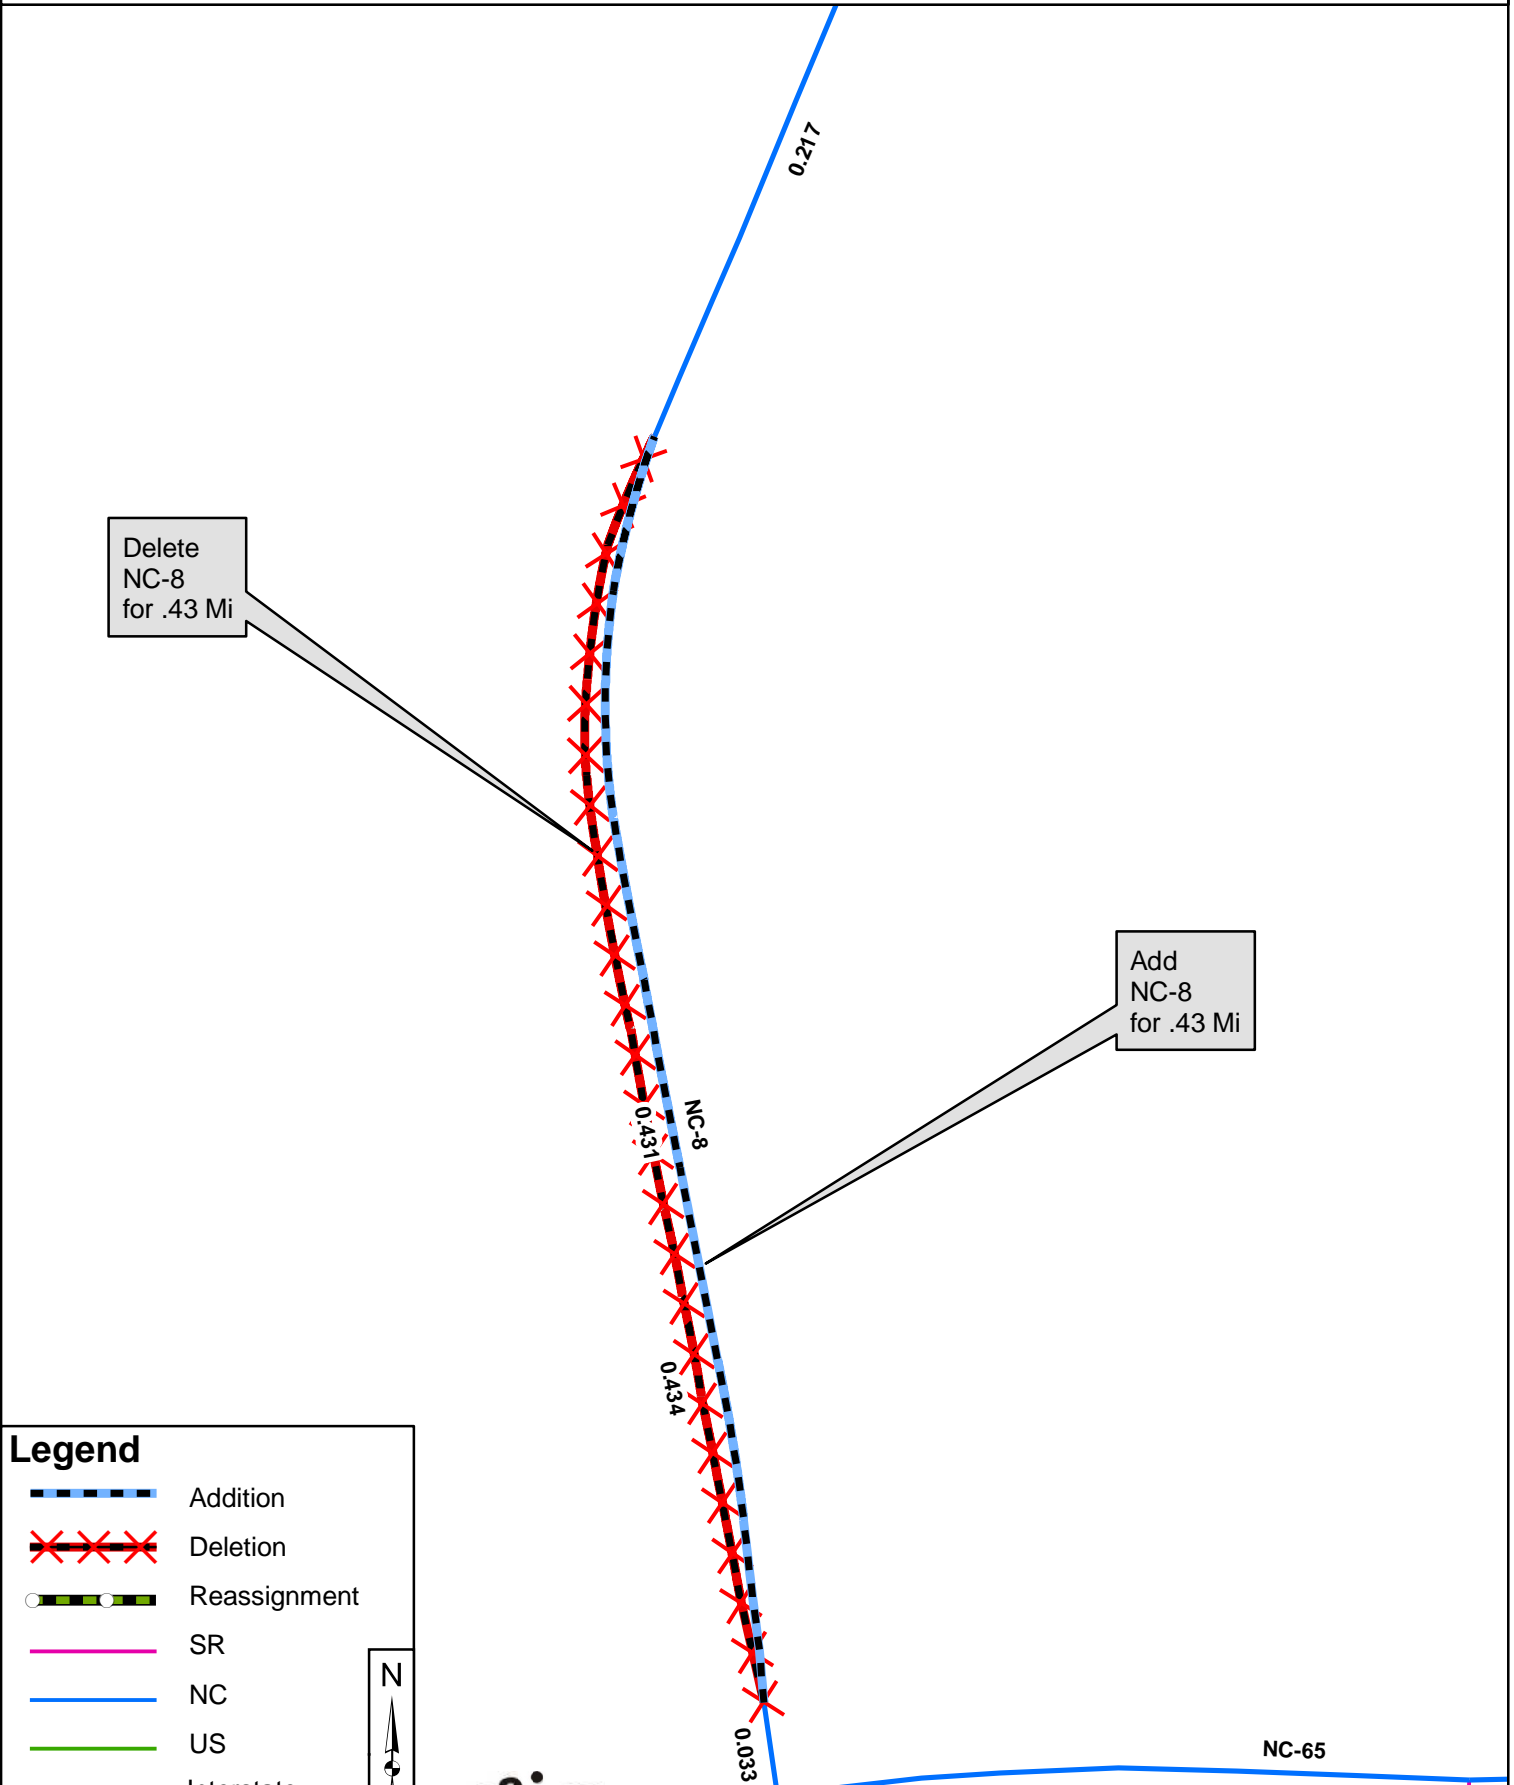 0.217
Delete
NC-8
for .43 Mi
Add
NC-8
for .43 Mi
NC-8
0.431
0.434
Legend
Addition
Deletion
Reassignment
SR
NC
US
Interstate
N
0.033
NC-65